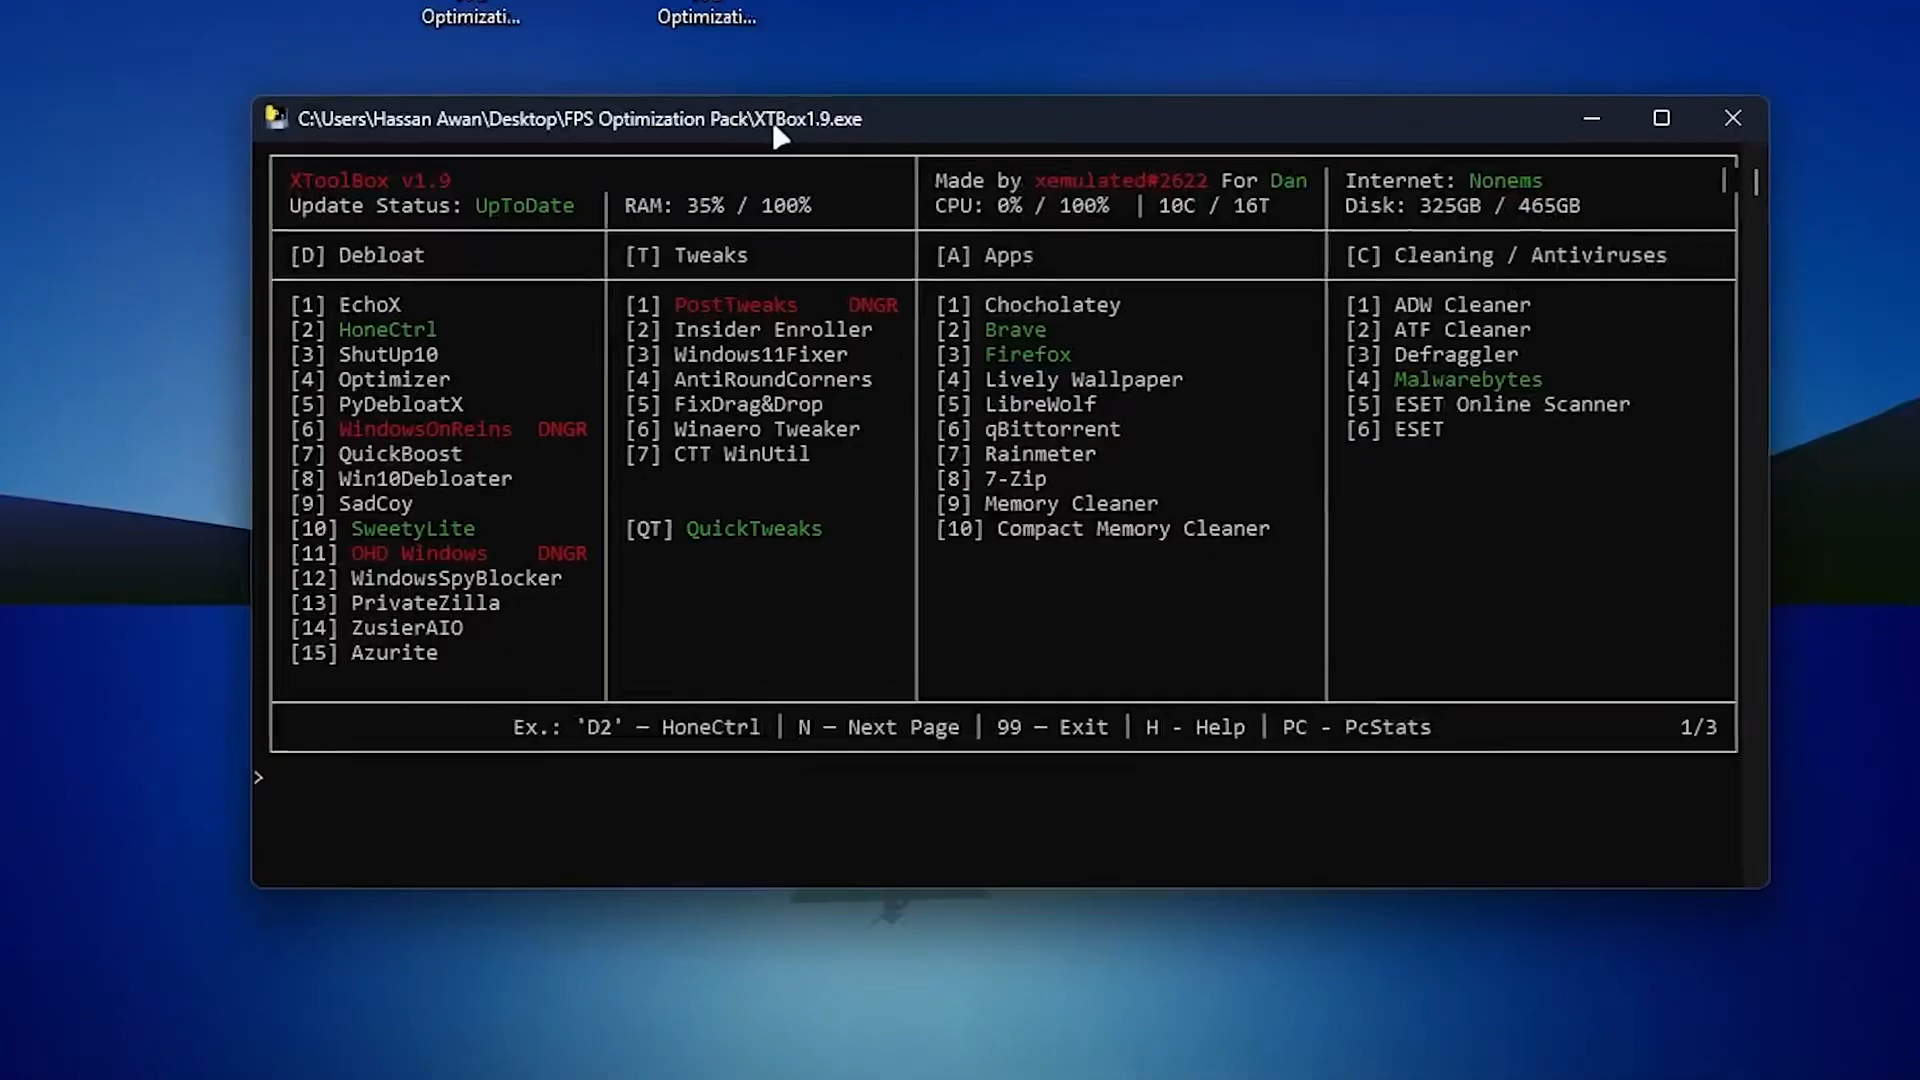 Optimizati... Optimizati...
C:\Users\Hassan Awan\Desktop\FPS Optimization Pack\XTBox1.9.exe
XToolBox v1.9
Update Status: UpToDate
RAM: 35% / 100%
Made by xemulated#2622 For Dan
CPU: 0% / 100% | 10C / 16T
Internet: Nonems
Disk: 325GB / 465GB
[D] Debloat
[1] EchoX
[2] HoneCtrl
[3] ShutUp10
[4] Optimizer
[5] PyDebloatX
[6] WindowsOnReins DNGR
[7] QuickBoost
[8] Win10Debloater
[9] SadCoy
[10] SweetyLite
[11] OHD Windows DNGR
[12] WindowsSpyBlocker
[13] PrivateZilla
[14] ZusierAIO
[15] Azurite
[T] Tweaks
[1] PostTweaks DNGR
[2] Insider Enroller
[3] Windows11Fixer
[4] AntiRoundCorners
[5] FixDrag&Drop
[6] Winaero Tweaker
[7] CTT WinUtil
[QT] QuickTweaks
[A] Apps
[1] Chocholatey
[2] Brave
[3] Firefox
[4] Lively Wallpaper
[5] LibreWolf
[6] qBittorrent
[7] Rainmeter
[8] 7-Zip
[9] Memory Cleaner
[10] Compact Memory Cleaner
[C] Cleaning / Antiviruses
[1] ADW Cleaner
[2] ATF Cleaner
[3] Defraggler
[4] Malwarebytes
[5] ESET Online Scanner
[6] ESET
Ex.: 'D2' — HoneCtrl | N — Next Page | 99 — Exit | H - Help | PC - PcStats 1/3
>